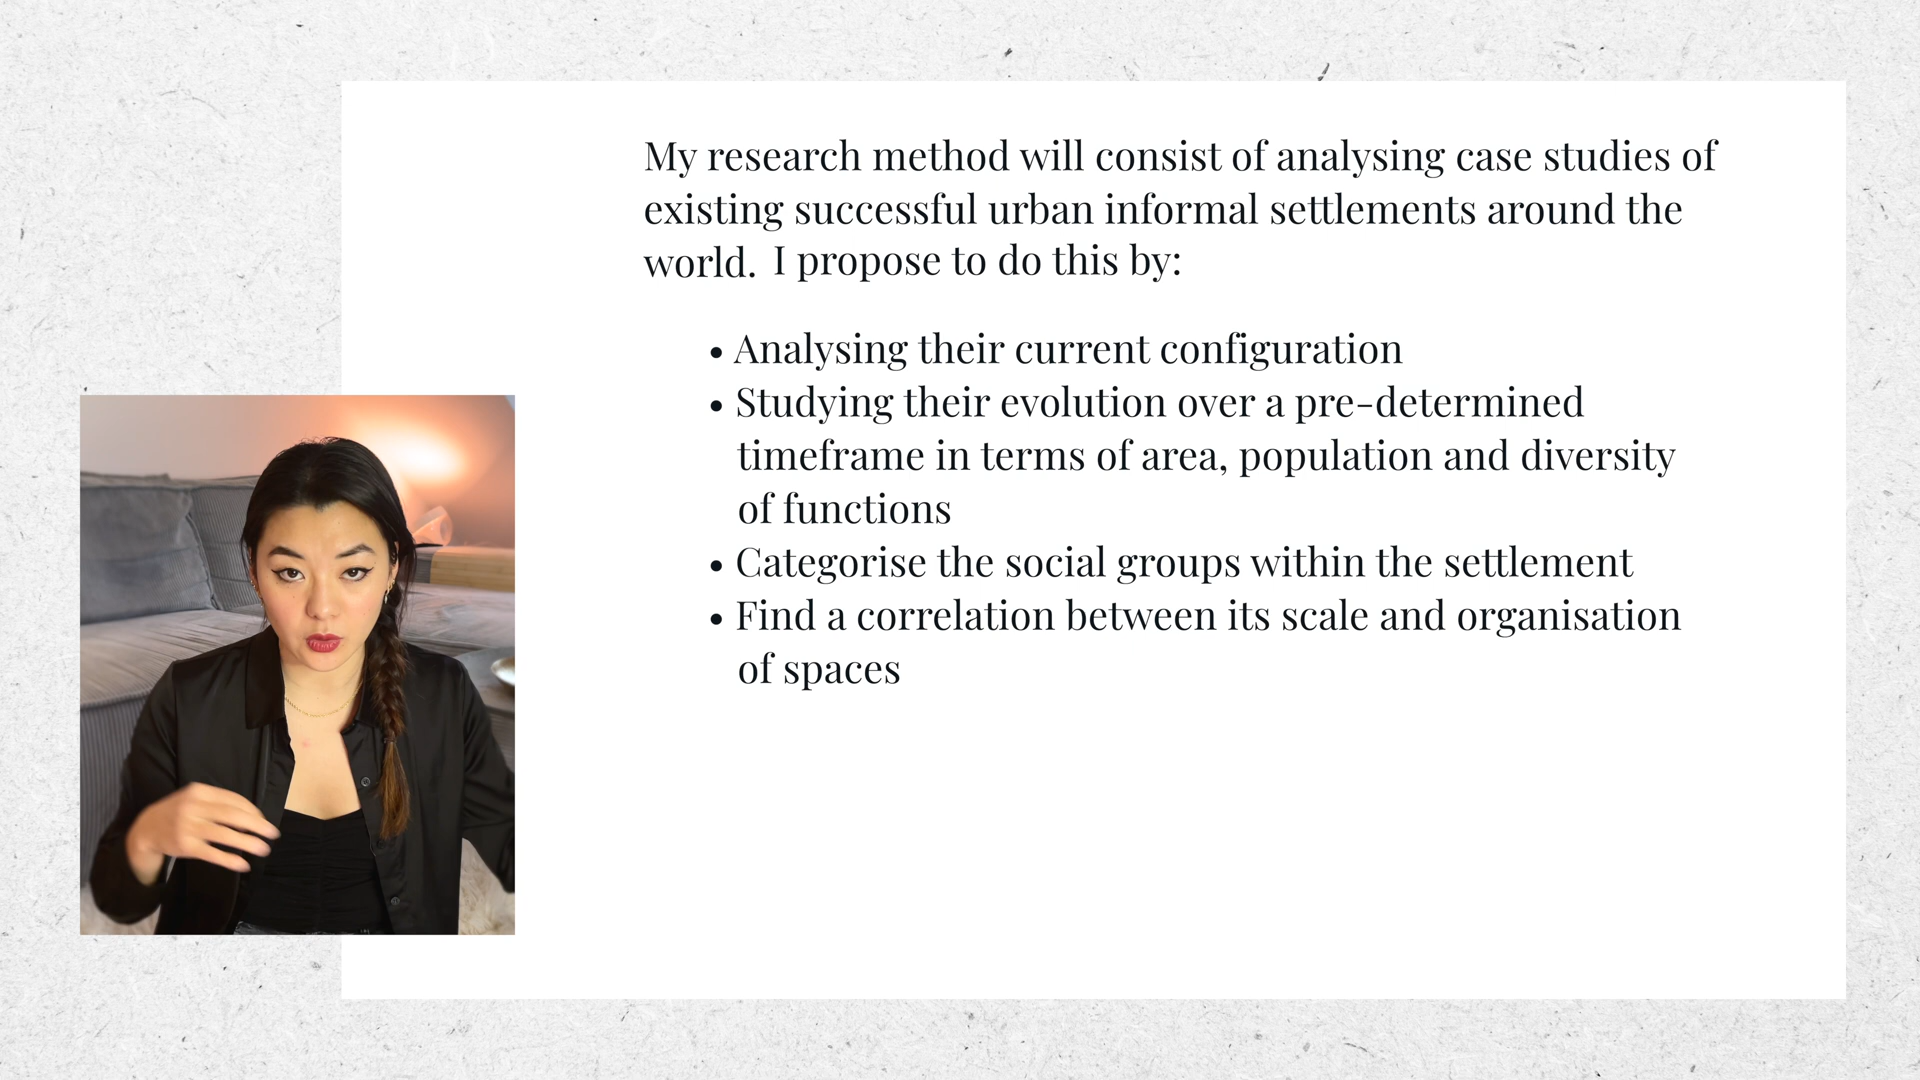 My research method will consist of analysing case studies of
existing successful urban informal settlements around the
world. I propose to do this by:
• Analysing their current configuration
• Studying their evolution over a pre-determined
timeframe in terms of area, population and diversity
of functions
• Categorise the social groups within the settlement
• Find a correlation between its scale and organisation
of spaces